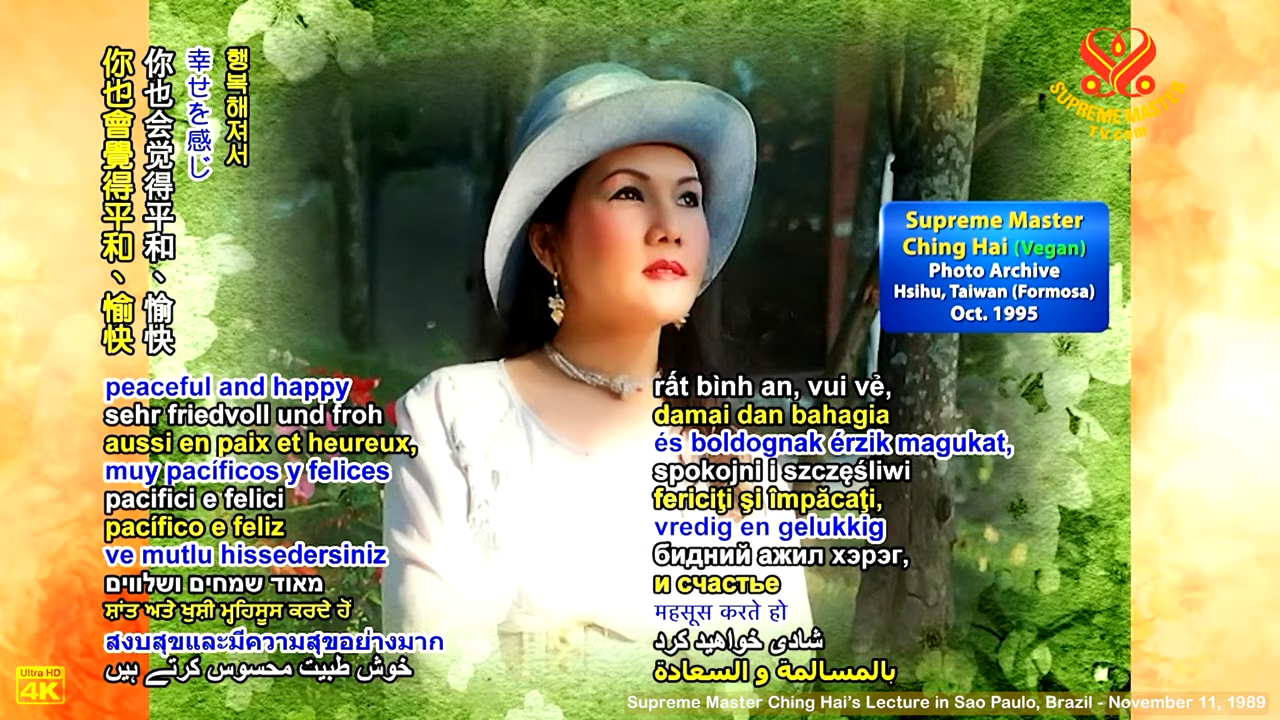 행복해져서
幸せを感じ
你也会觉得平和、愉快
你也會覺得平和、愉快
SUPREME MASTER
TV.com
Supreme Master
Ching Hai (Vegan)
Photo Archive
Hsihu, Taiwan (Formosa)
Oct. 1995
peaceful and happy
sehr friedvoll und froh
aussi en paix et heureux,
muy pacíficos y felices
pacifici e felici
pacífico e feliz
ve mutlu hissedersiniz
מאוד שמחים ושלווים
ਸ਼ਾਂਤ ਅਤੇ ਖੁਸ਼ੀ ਮ੍ਹਹਿਸੂਸ ਕਰਦੇ ਹੋਂ
สงบสุขและมีความสุขอย่างมาก
خوش طبیت محسوس کرتے ہیں
rất bình an, vui vẻ,
damai dan bahagia
és boldognak érzik magukat,
spokojni i szczęśliwi
fericiţi şi împăcaţi,
vredig en gelukkig
бидний ажил хэрэг,
и счастье
महसूस करते हो
شادی خواهید کرد
بالمسالمة و السعادة
Ultra HD
4K
Supreme Master Ching Hai's Lecture in Sao Paulo, Brazil - November 11, 1989